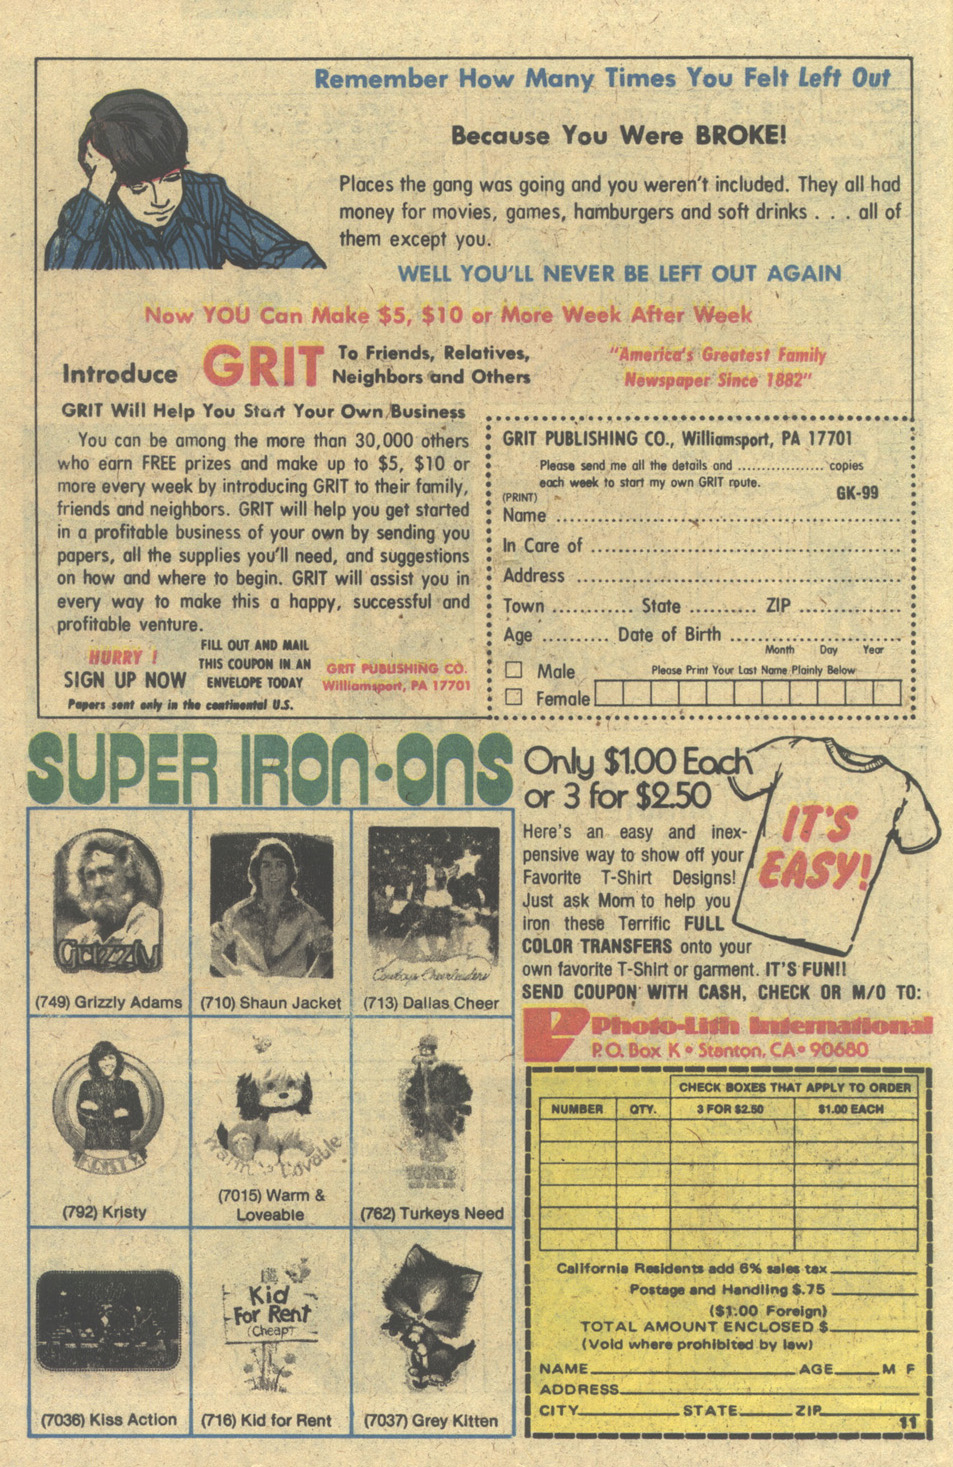 Remember How Many Times You Felt Left Out
Because You Were BROKE!
Places the gang was going and you weren't included. They all had
money for movies, games, hamburgers and soft drinks . . . all of
them except you.
WELL YOU'LL NEVER BE LEFT OUT AGAIN
Now YOU Can Make $5, $10 or More Week After Week
Introduce GRIT To Friends, Relatives,
Neighbors and Others
"America's Greatest Family
Newspaper Since 1882"
GRIT Will Help You Start Your Own Business
You can be among the more than 30,000 others
who earn FREE prizes and make up to $5, $10 or
more every week by introducing GRIT to their family,
friends and neighbors. GRIT will help you get started
in a profitable business of your own by sending you
papers, all the supplies you'll need, and suggestions
on how and where to begin. GRIT will assist you in
every way to make this a happy, successful and
profitable venture.
HURRY !
SIGN UP NOW
FILL OUT AND MAIL
THIS COUPON IN AN
ENVELOPE TODAY
GRIT PUBLISHING CO.
Williamsport, PA 17701
Papers sent only in the continental U.S.
GRIT PUBLISHING CO., Williamsport, PA 17701
Please send me all the details and .................. copies
each week to start my own GRIT route.
GK-99
(PRINT)
Name
In Care of
Address
Town ............ State .......... ZIP ...............
Age .......... Date of Birth
Month Day Year
Male
Please Print Your Last Name Plainly Below
Female
SUPER IRON-ONS
Grizzly
(749) Grizzly Adams
(710) Shaun Jacket
Cowboys Cheerleaders
(713) Dallas Cheer
(792) Kristy
Warm & Lovable
(7015) Warm &
Loveable
(762) Turkeys Need
(7036) Kiss Action
Kid
For Rent
(Cheap)
(716) Kid for Rent
(7037) Grey Kitten
Only $1.00 Each
or 3 for $2.50
IT'S
EASY!
Here's an easy and inex-
pensive way to show off your
Favorite T-Shirt Designs!
Just ask Mom to help you
iron these Terrific FULL
COLOR TRANSFERS onto your
own favorite T-Shirt or garment. IT'S FUN!!
SEND COUPON WITH CASH, CHECK OR M/O TO:
Photo-Lith International
P.O. Box K • Stanton, CA • 90680
CHECK BOXES THAT APPLY TO ORDER
NUMBER QTY. 3 FOR $2.50 $1.00 EACH
California Residents add 6% sales tax
Postage and Handling $.75
($1.00 Foreign)
TOTAL AMOUNT ENCLOSED $
(Void where prohibited by law)
NAME AGE M F
ADDRESS
CITY STATE ZIP
11